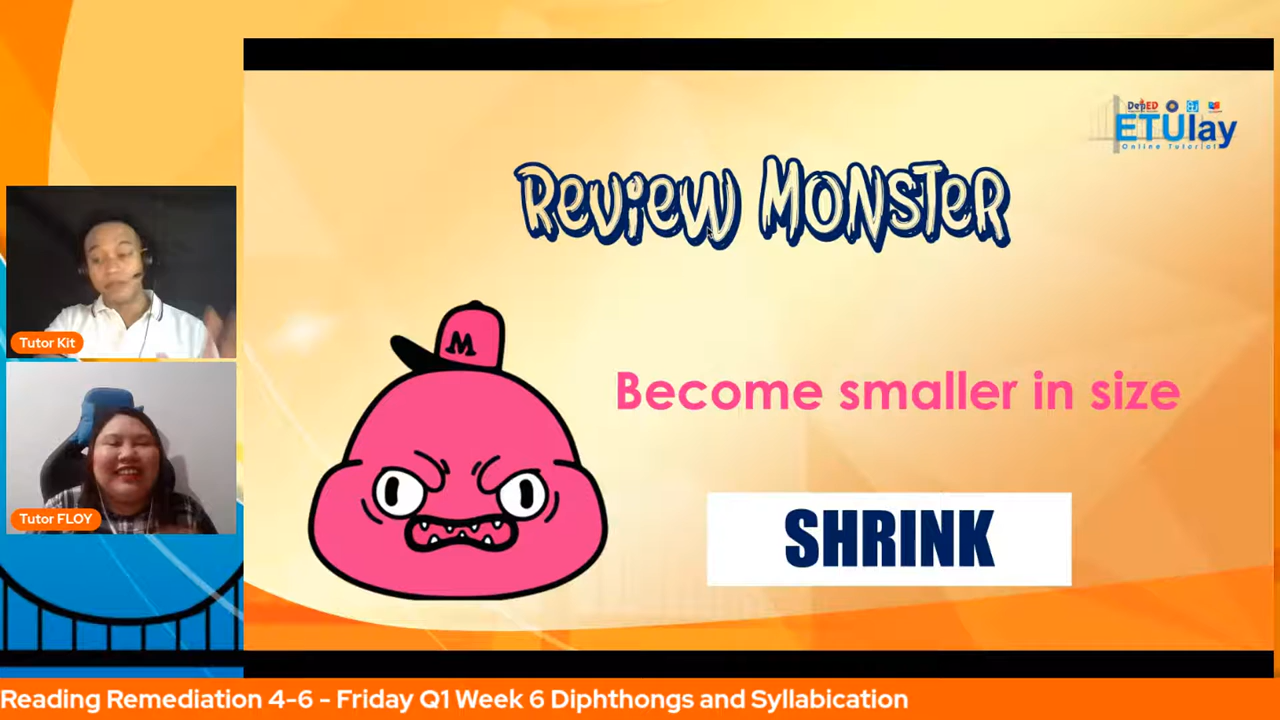 DepED
ETUlay
Online Tutorial
Review Monster
M
Become smaller in size
SHRINK
Tutor Kit
Tutor FLOY
Reading Remediation 4-6 - Friday Q1 Week 6 Diphthongs and Syllabication